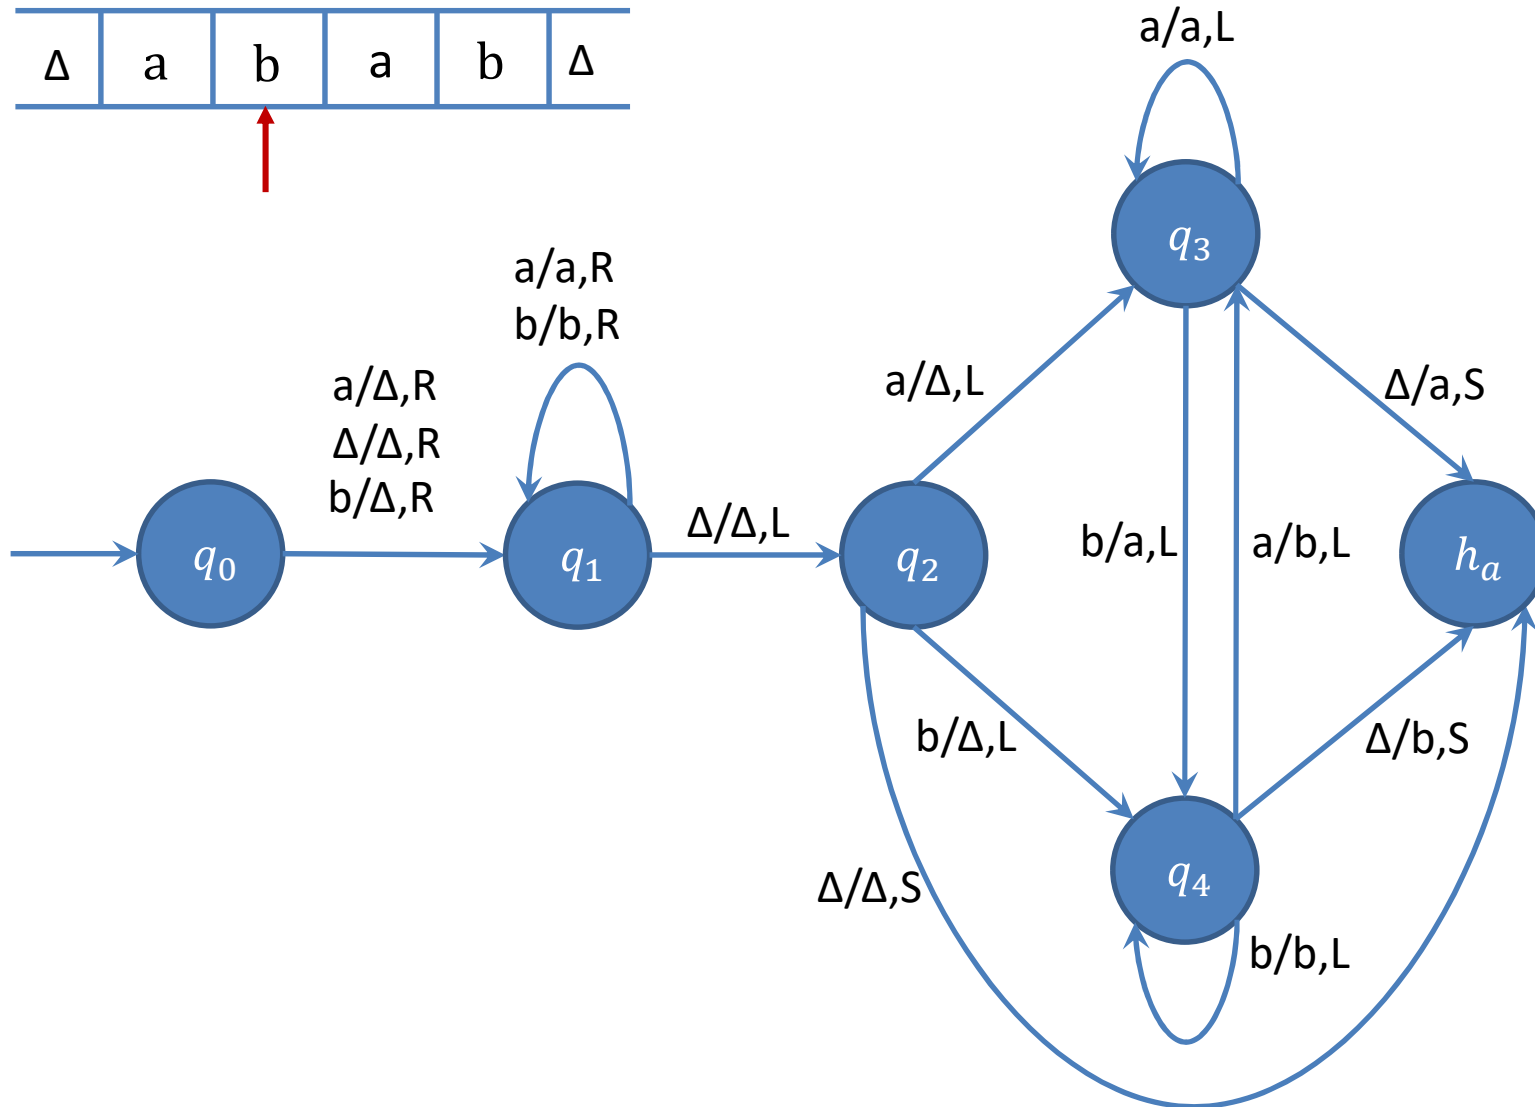 Δ a b a b Δ
a/a,L
q₃
a/a,R
b/b,R
a/Δ,R
Δ/Δ,R
b/Δ,R
a/Δ,L
Δ/a,S
q₀
q₁
Δ/Δ,L
q₂
b/a,L
a/b,L
hₐ
b/Δ,L
Δ/b,S
Δ/Δ,S
q₄
b/b,L